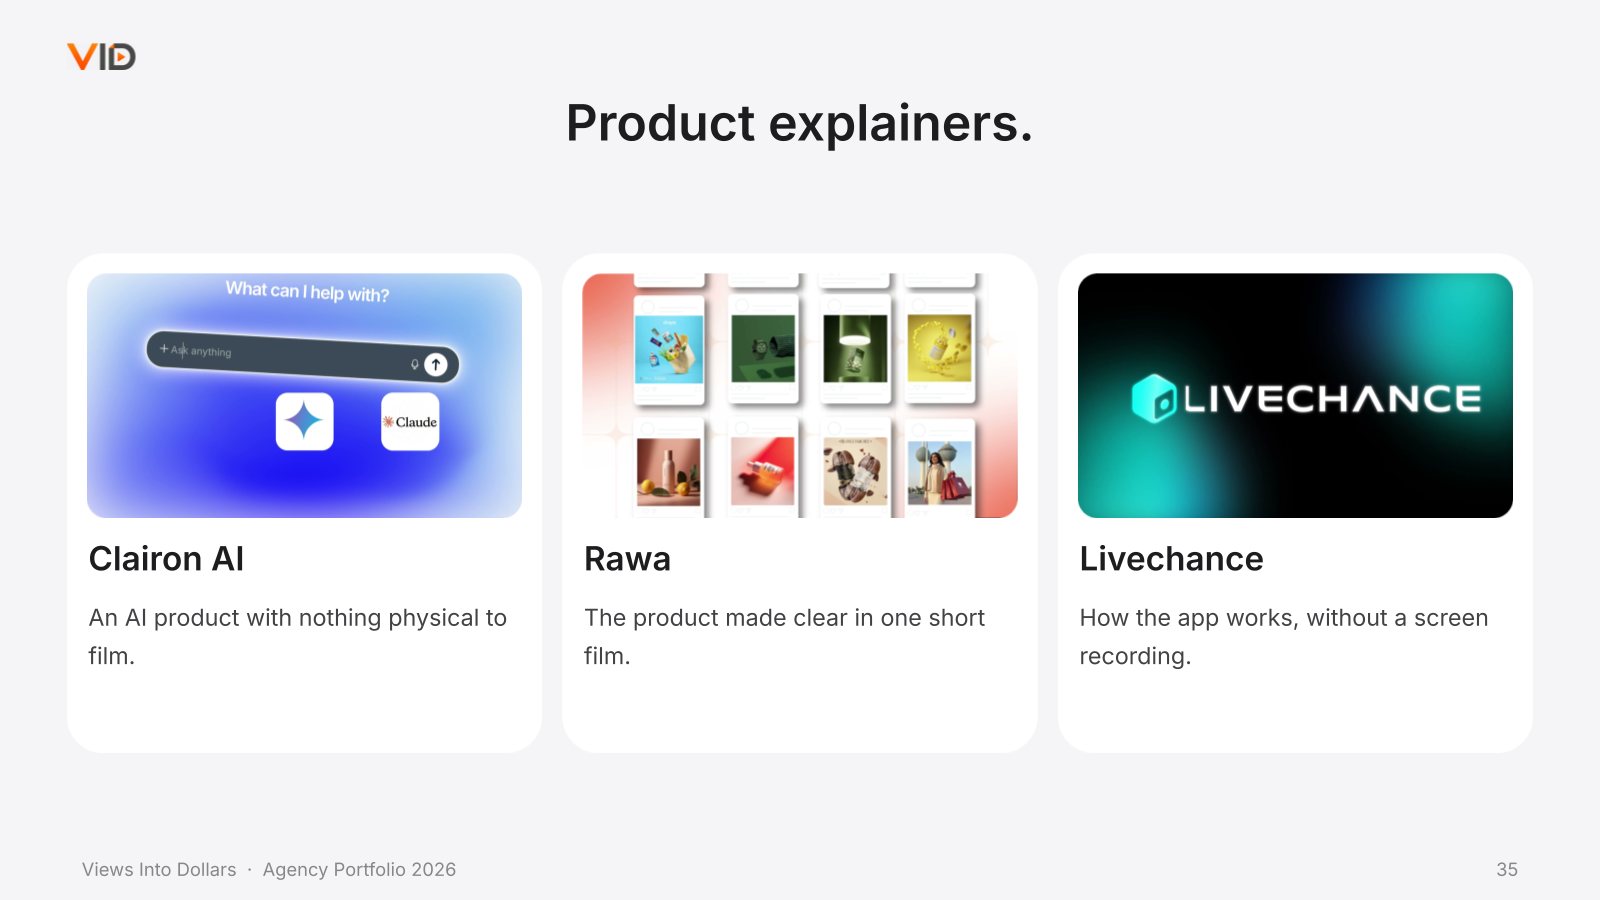 VID
Product explainers.
What can I help with?
+ Ask anything
Claude
LIVECHANCE
Clairon AI
An AI product with nothing physical to
film.
Rawa
The product made clear in one short
film.
Livechance
How the app works, without a screen
recording.
Views Into Dollars · Agency Portfolio 2026
35